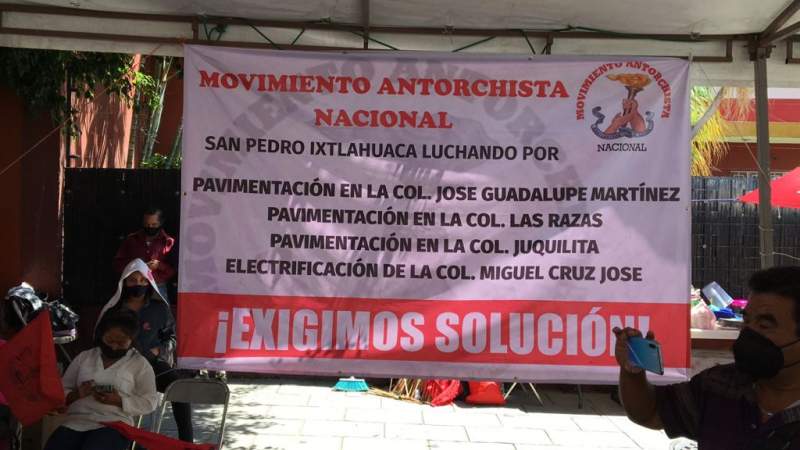 MOVIMIENTO ANTORCHISTA
NACIONAL
MOVIMIENTO ANTORCHISTA
NACIONAL
SAN PEDRO IXTLAHUACA LUCHANDO POR
PAVIMENTACIÓN EN LA COL. JOSE GUADALUPE MARTÍNEZ
PAVIMENTACIÓN EN LA COL. LAS RAZAS
PAVIMENTACIÓN EN LA COL. JUQUILITA
ELECTRIFICACIÓN DE LA COL. MIGUEL CRUZ JOSE
¡EXIGIMOS SOLUCIÓN!